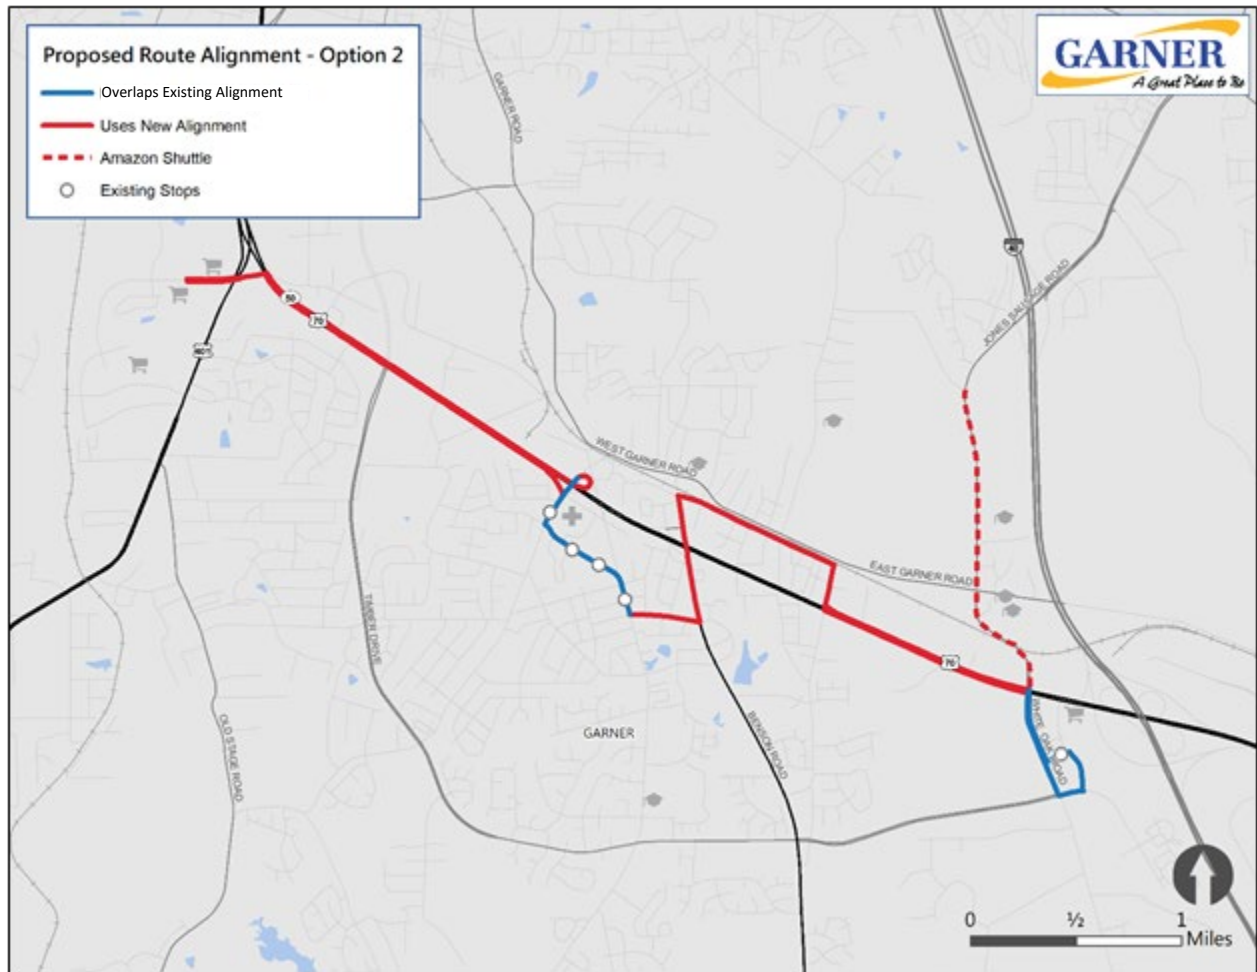 Proposed Route Alignment - Option 2
Overlaps Existing Alignment
Uses New Alignment
Amazon Shuttle
Existing Stops
GARNER
A Great Place to Be
GARNER ROAD
40
JONES SAUSAGE ROAD
50
70
401
WEST GARNER ROAD
EAST GARNER ROAD
TIMBER DRIVE
70
OLD STAGE ROAD
GARNER
BENSON ROAD
WHITE OAK ROAD
0 ½ 1
Miles